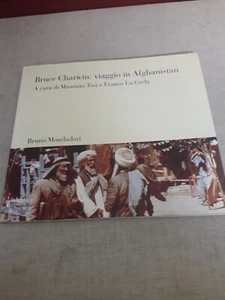 Bruce Chatwin: viaggio in Afghanistan
A cura di Maurizio Tosi e Franco La Cecla
Bruno Mondadori